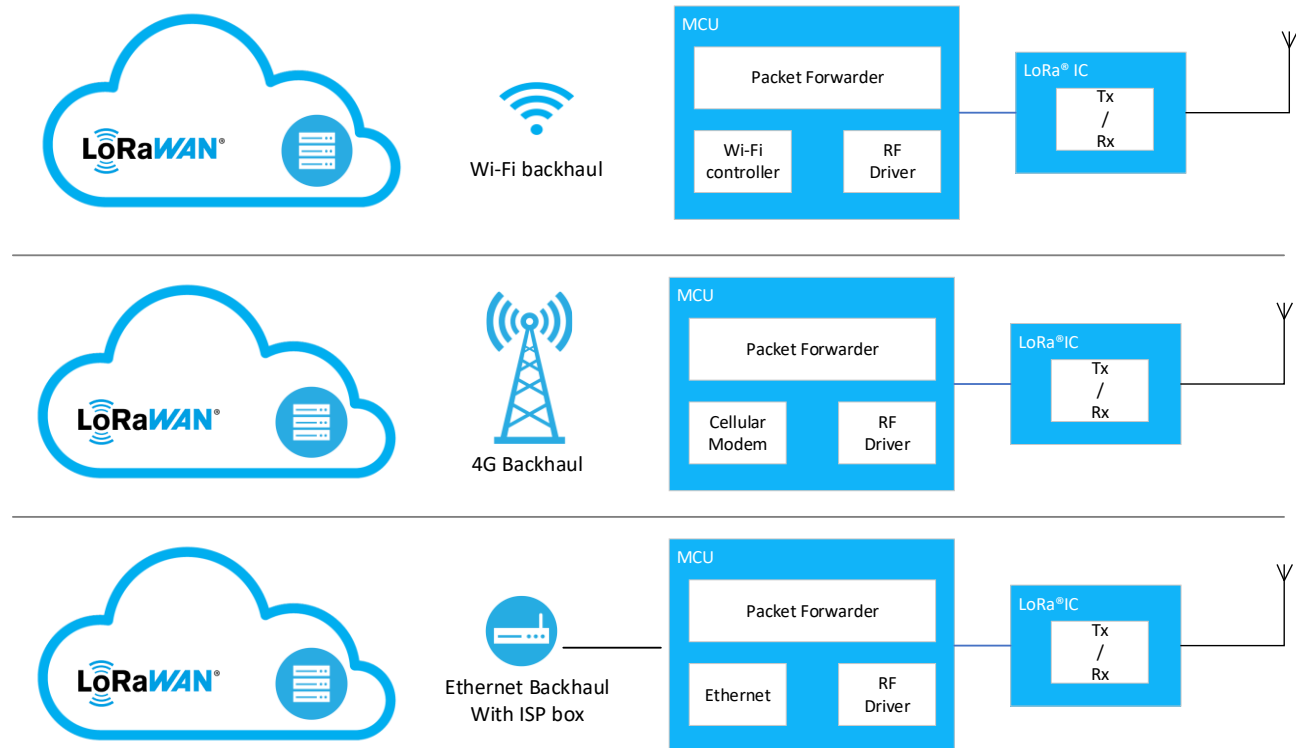 LoRaWAN®
Wi-Fi backhaul
MCU
Packet Forwarder
Wi-Fi
controller
RF
Driver
LoRa® IC
Tx
/
Rx
LoRaWAN®
4G Backhaul
MCU
Packet Forwarder
Cellular
Modem
RF
Driver
LoRa®IC
Tx
/
Rx
LoRaWAN®
Ethernet Backhaul
With ISP box
MCU
Packet Forwarder
Ethernet
RF
Driver
LoRa®IC
Tx
/
Rx